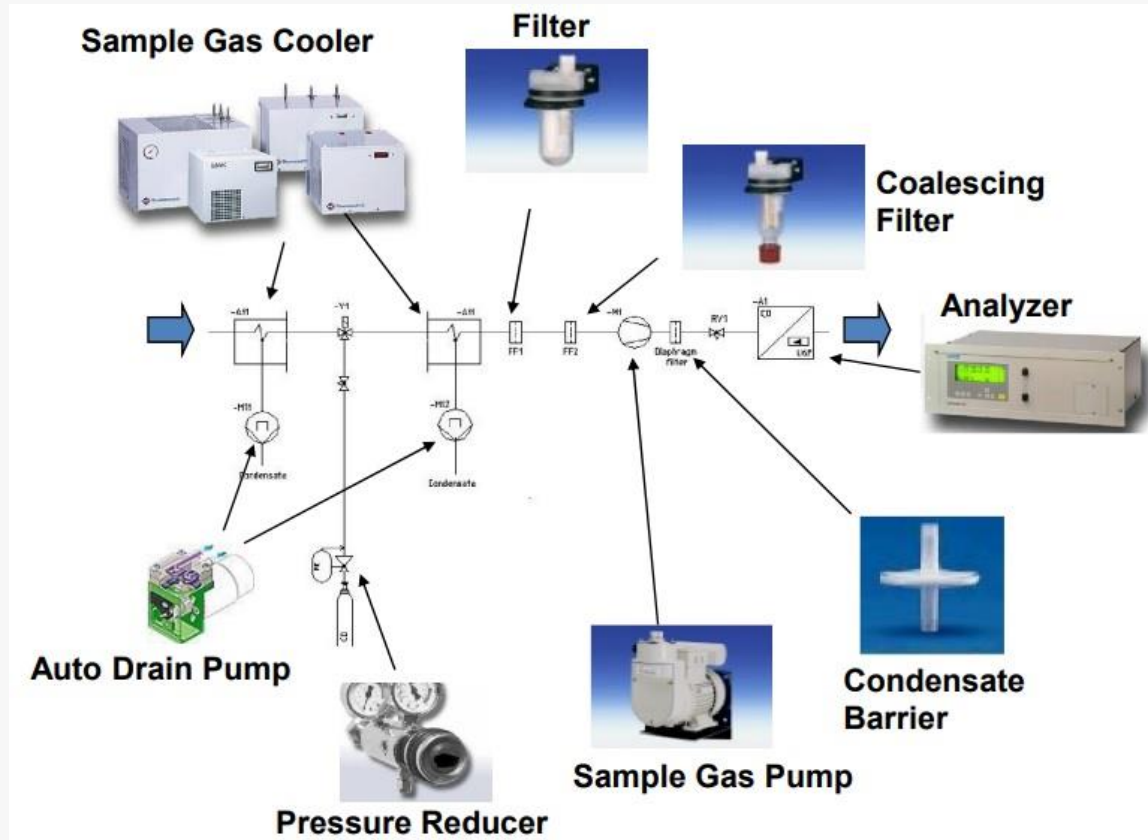 Sample Gas Cooler
Filter
Coalescing
Filter
Analyzer
-A11
-Y1
-A11
FF1
FF2
-M1
Diaphragm
filter
RV1
-A1
CO
-M11
Condensate
-M12
Condensate
Auto Drain Pump
Pressure Reducer
Sample Gas Pump
Condensate
Barrier